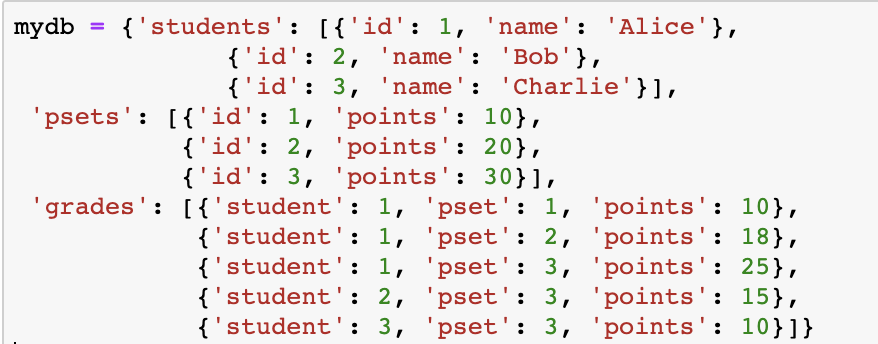 mydb = {'students': [{'id': 1, 'name': 'Alice'},
{'id': 2, 'name': 'Bob'},
{'id': 3, 'name': 'Charlie'}],
'psets': [{'id': 1, 'points': 10},
{'id': 2, 'points': 20},
{'id': 3, 'points': 30}],
'grades': [{'student': 1, 'pset': 1, 'points': 10},
{'student': 1, 'pset': 2, 'points': 18},
{'student': 1, 'pset': 3, 'points': 25},
{'student': 2, 'pset': 3, 'points': 15},
{'student': 3, 'pset': 3, 'points': 10}]}